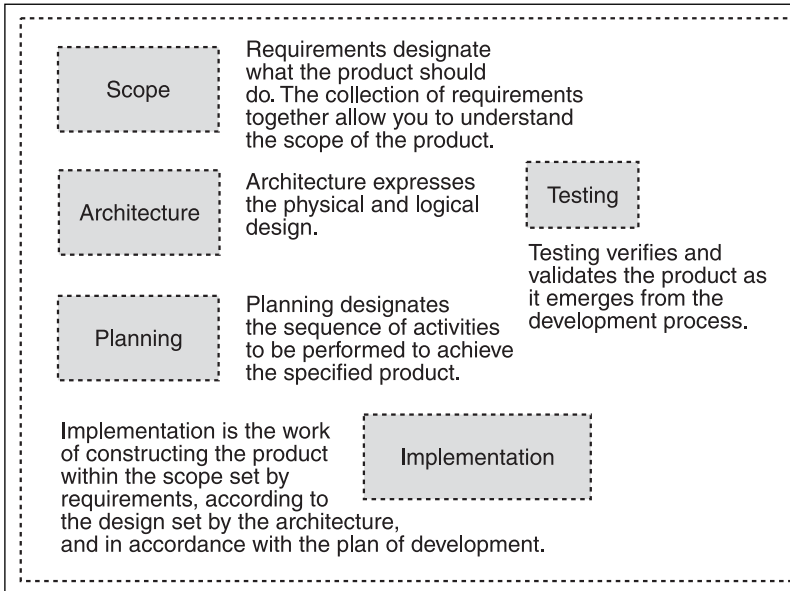 Scope
Requirements designate
what the product should
do. The collection of requirements
together allow you to understand
the scope of the product.
Architecture
Architecture expresses
the physical and logical
design.
Testing
Testing verifies and
validates the product as
it emerges from the
development process.
Planning
Planning designates
the sequence of activities
to be performed to achieve
the specified product.
Implementation is the work
of constructing the product
within the scope set by
requirements, according to
the design set by the architecture,
and in accordance with the plan of development.
Implementation